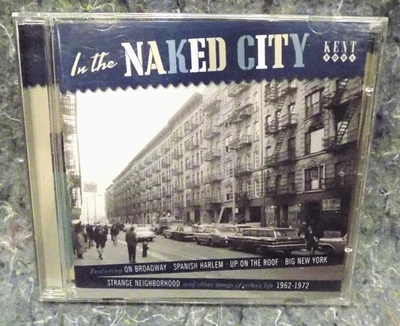 In the NAKED CITY
KENT
SOUL
Featuring ON BROADWAY · SPANISH HARLEM · UP ON THE ROOF · BIG NEW YORK
STRANGE NEIGHBORHOOD and other songs of urban life 1962-1972